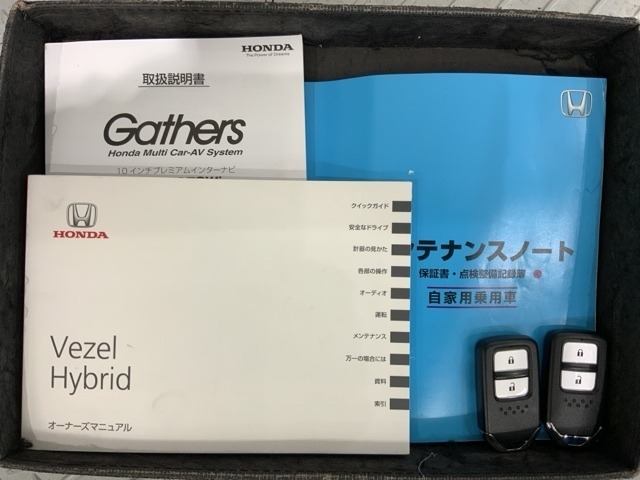 HONDA
The Power of Dreams
取扱説明書
Gathers
Honda Multi Car-AV System
10インチプレミアムインターナビ
テナンスノート
保証書・点検整備記録簿
自家用乗用車
HONDA
Vezel
Hybrid
オーナーズマニュアル
クイックガイド
安全なドライブ
計器の見かた
各部の操作
オーディオ
運転
メンテナンス
万一の場合には
資料
索引